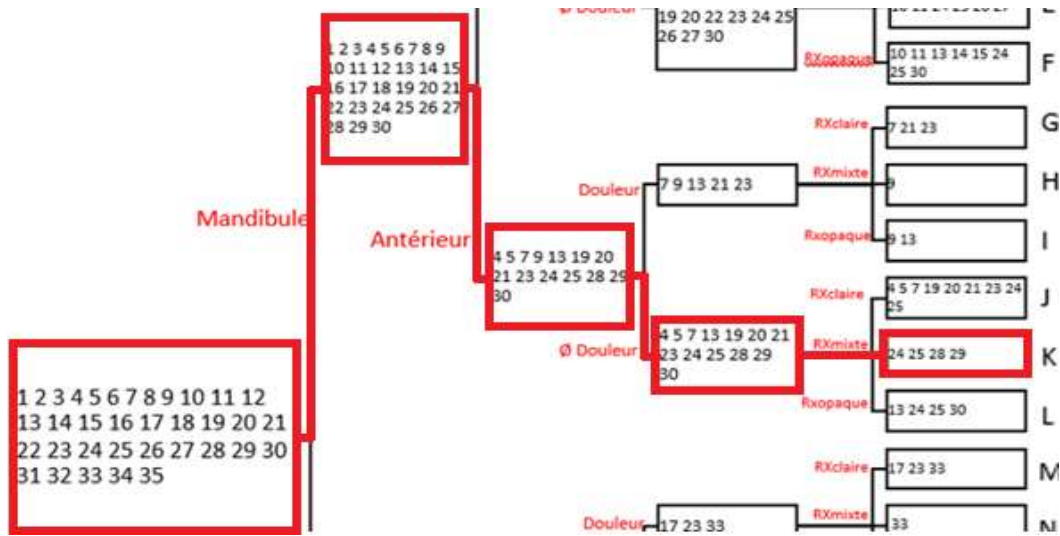 Ø Douleur
19 20 22 23 24 25
26 27 30
RXopaque
10 11 13 14 15 24
25 30
F
1 2 3 4 5 6 7 8 9
10 11 12 13 14 15
16 17 18 19 20 21
22 23 24 25 26 27
28 29 30
RXclaire
7 21 23
G
Douleur
7 9 13 21 23
RXmixte
9
H
Mandibule
Antérieur
Rxopaque
9 13
I
4 5 7 9 13 19 20
21 23 24 25 28 29
30
RXclaire
4 5 7 19 20 21 23 24
25
J
Ø Douleur
4 5 7 13 19 20 21
23 24 25 28 29
30
RXmixte
24 25 28 29
K
Rxopaque
13 24 25 30
L
1 2 3 4 5 6 7 8 9 10 11 12
13 14 15 16 17 18 19 20 21
22 23 24 25 26 27 28 29 30
31 32 33 34 35
RXclaire
17 23 33
M
Douleur
17 23 33
RXmixte
33
N